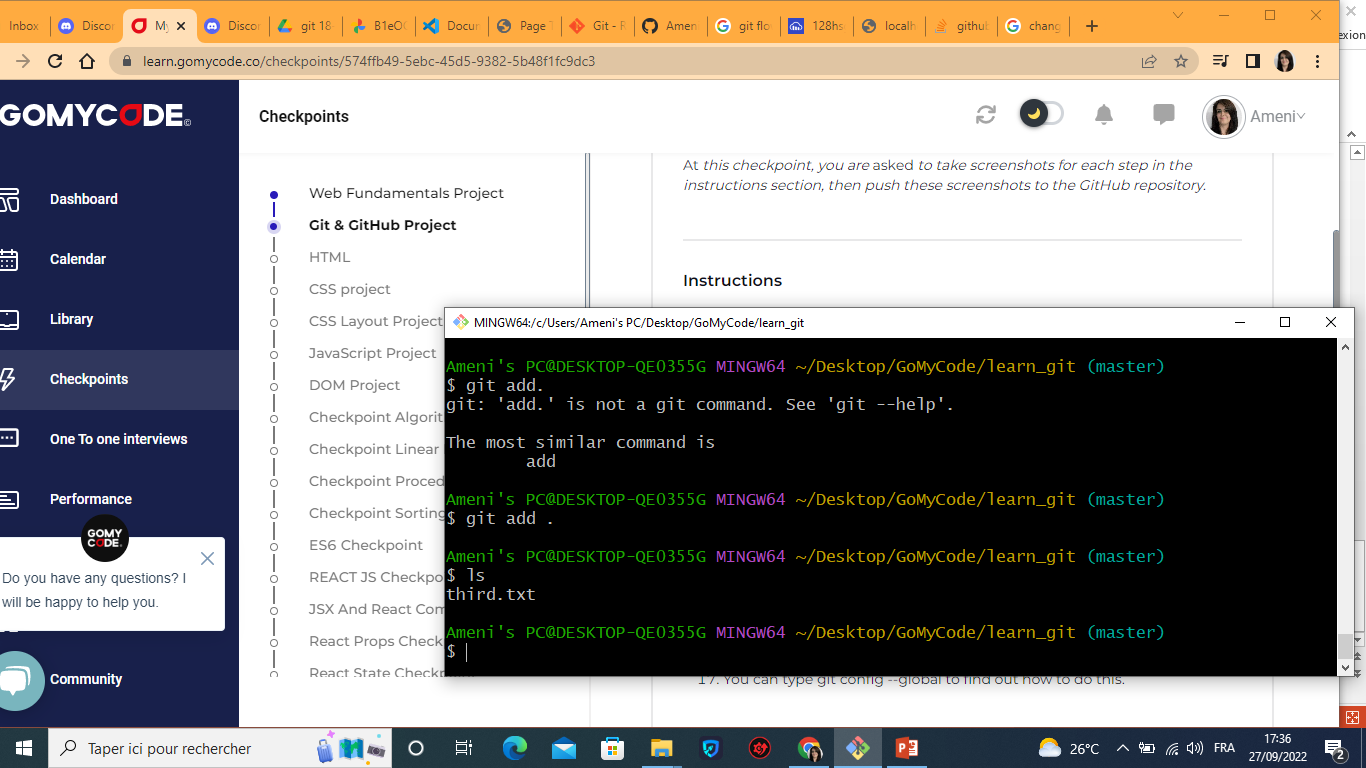 Inbox
Discor
My
Discor
git 18-
B1eOC
Docur
Page
Git - R
Amen
git flo
128hs
localh
github
chang
exion
learn.gomycode.co/checkpoints/574ffb49-5ebc-45d5-9382-5b48f1fc9dc3
GOMYCODE
Checkpoints
Ameni
Dashboard
Calendar
Library
Checkpoints
One To one interviews
Performance
GOMY
CODE.
Do you have any questions? I
will be happy to help you.
Community
Web Fundamentals Project
Git & GitHub Project
HTML
CSS project
CSS Layout Project
JavaScript Project
DOM Project
Checkpoint Algorit
Checkpoint Linear
Checkpoint Proced
Checkpoint Sorting
ES6 Checkpoint
REACT JS Checkpo
JSX And React Com
React Props Check
React State Checkp
At this checkpoint, you are asked to take screenshots for each step in the
instructions section, then push these screenshots to the GitHub repository.
Instructions
MINGW64:/c/Users/Ameni's PC/Desktop/GoMyCode/learn_git
Ameni's PC@DESKTOP-QEO355G MINGW64 ~/Desktop/GoMyCode/learn_git (master)
$ git add.
git: 'add.' is not a git command. See 'git --help'.
The most similar command is
add
Ameni's PC@DESKTOP-QEO355G MINGW64 ~/Desktop/GoMyCode/learn_git (master)
$ git add .
Ameni's PC@DESKTOP-QEO355G MINGW64 ~/Desktop/GoMyCode/learn_git (master)
$ ls
third.txt
Ameni's PC@DESKTOP-QEO355G MINGW64 ~/Desktop/GoMyCode/learn_git (master)
$
17. You can type git config --global to find out how to do this.
Taper ici pour rechercher
26°C
FRA
17:36
27/09/2022
2